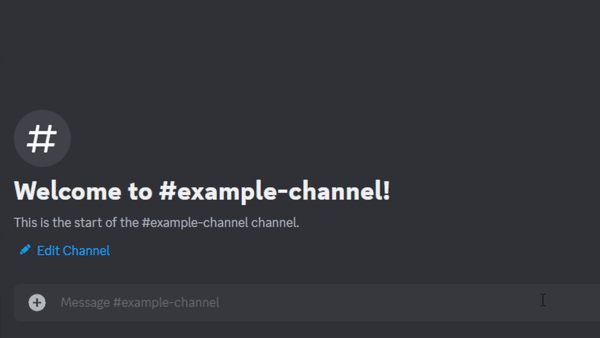 #
Welcome to #example-channel!
This is the start of the #example-channel channel.
Edit Channel
Message #example-channel